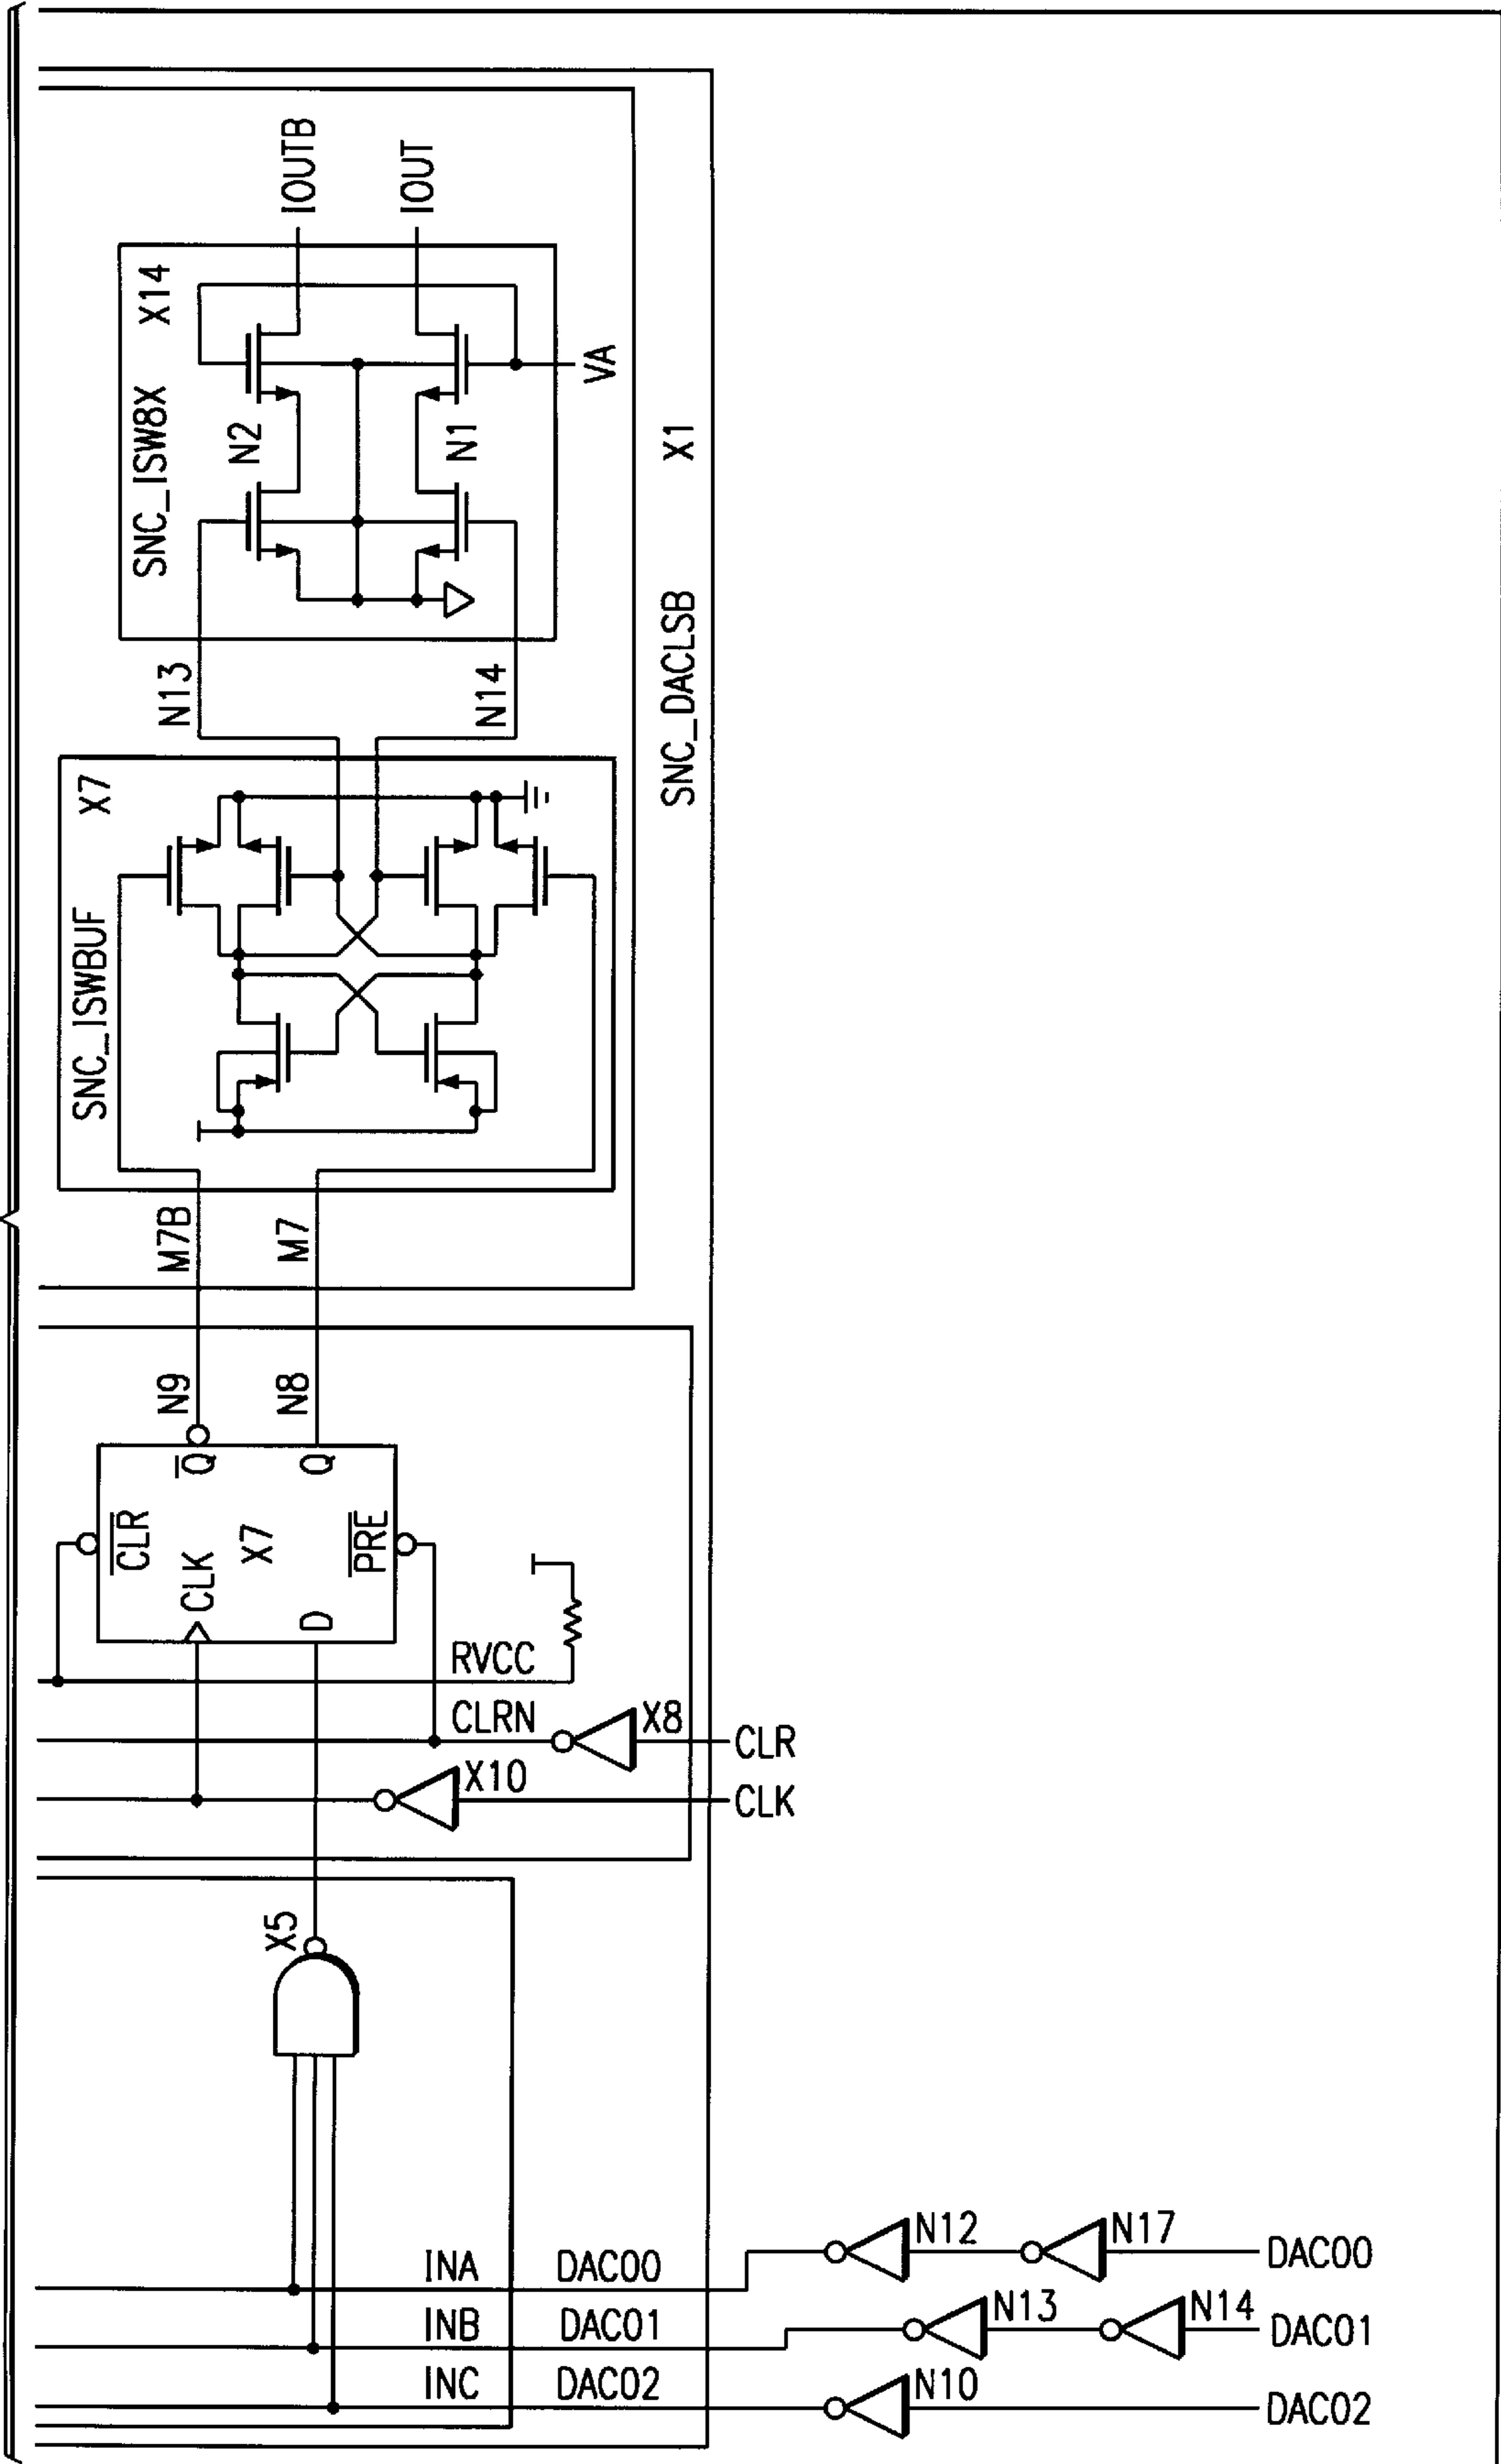 IOUTB
IOUT
X14
SNC_ISW8X
N2
N1
VA
X1
SNC_DACLSB
N13
N14
X7
SNC_ISWBUF
M7B
M7
N9
N8
Q
Q
CLR
CLK
X7
PRE
D
RVCC
CLRN
X8
CLR
X10
CLK
X5
INA
DAC00
N12
N17
DAC00
INB
DAC01
N13
N14
DAC01
INC
DAC02
N10
DAC02